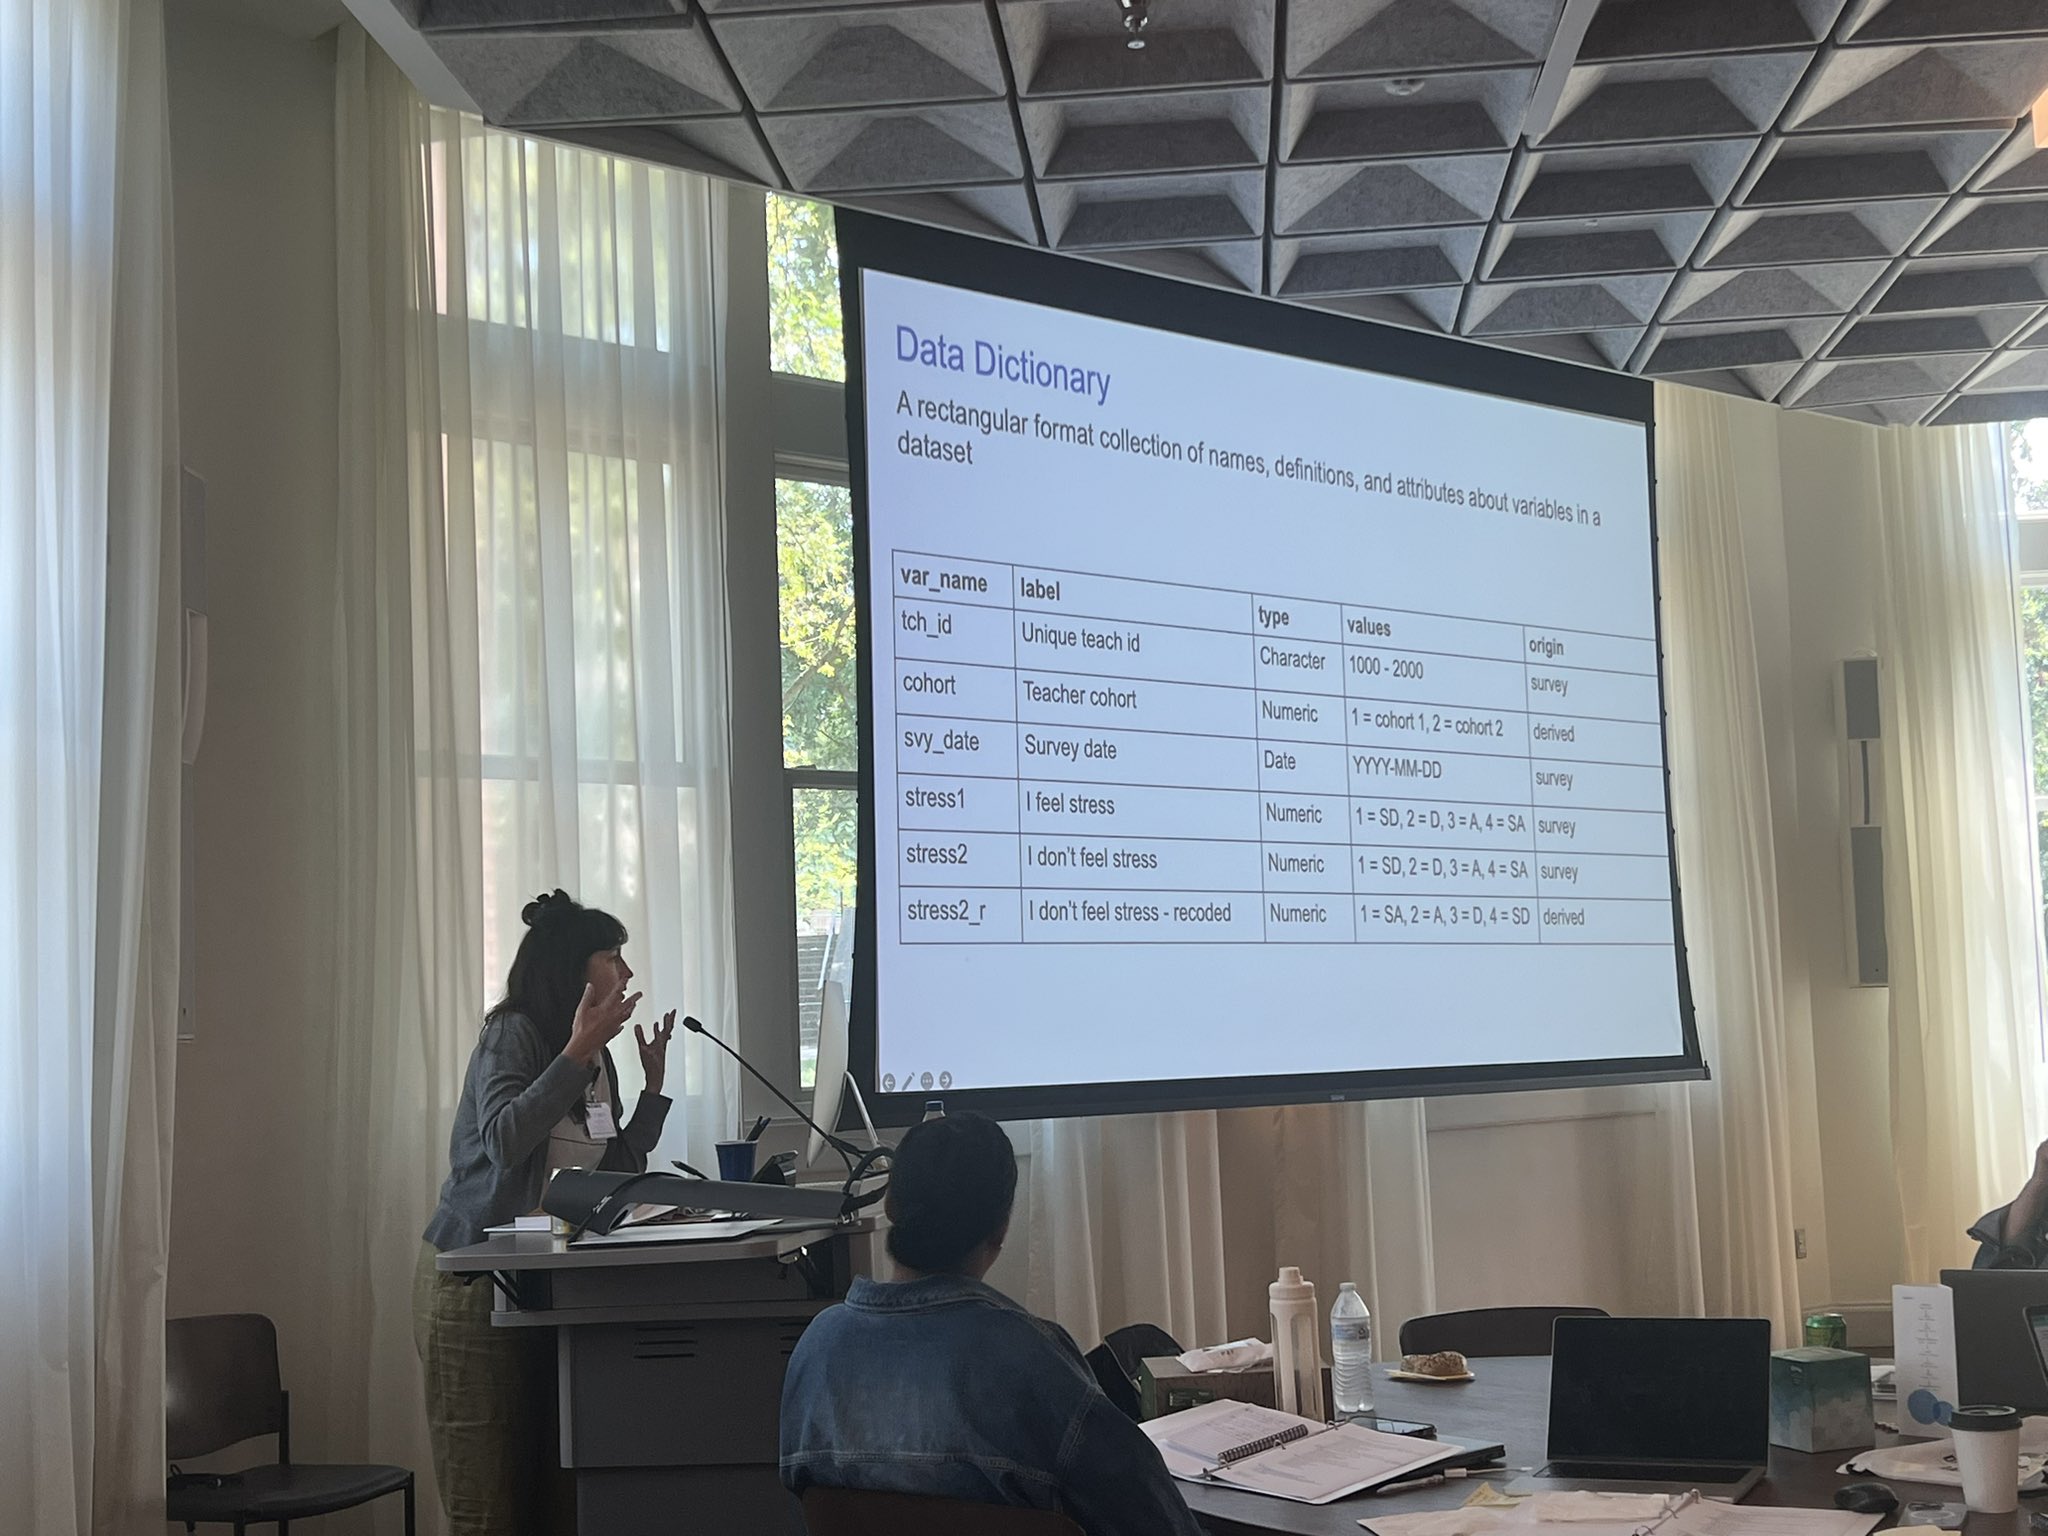 Data Dictionary
A rectangular format collection of names, definitions, and attributes about variables in a
dataset
var_name label type values origin
tch_id Unique teach id Character 1000 - 2000 survey
cohort Teacher cohort Numeric 1 = cohort 1, 2 = cohort 2 derived
svy_date Survey date Date YYYY-MM-DD survey
stress1 I feel stress Numeric 1 = SD, 2 = D, 3 = A, 4 = SA survey
stress2 I don't feel stress Numeric 1 = SD, 2 = D, 3 = A, 4 = SA survey
stress2_r I don't feel stress - recoded Numeric 1 = SA, 2 = A, 3 = D, 4 = SD derived